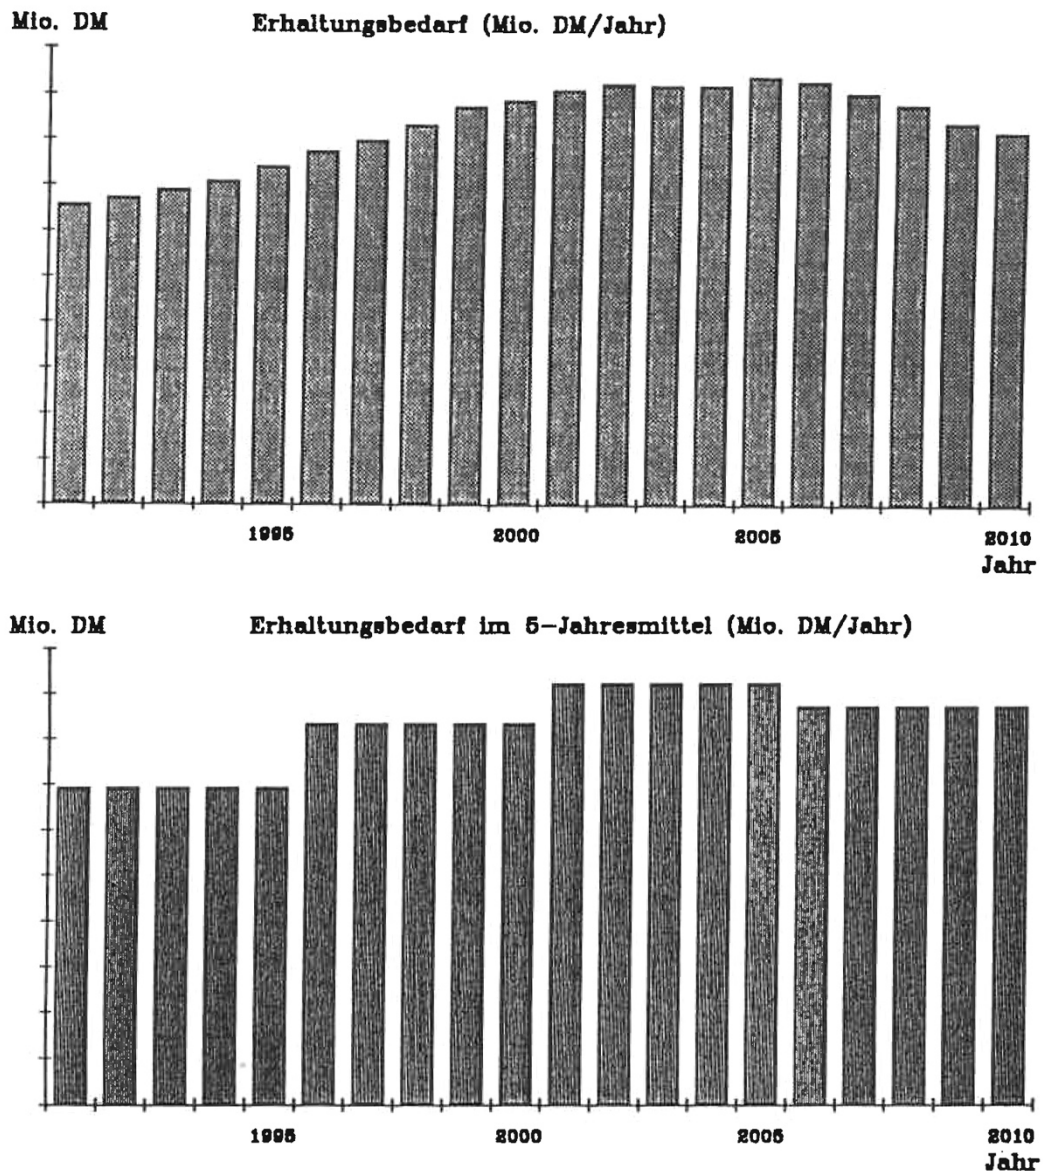 Mio. DM Erhaltungsbedarf (Mio. DM/Jahr)
1995 2000 2005 2010
Jahr
Mio. DM Erhaltungsbedarf im 5-Jahresmittel (Mio. DM/Jahr)
1995 2000 2005 2010
Jahr